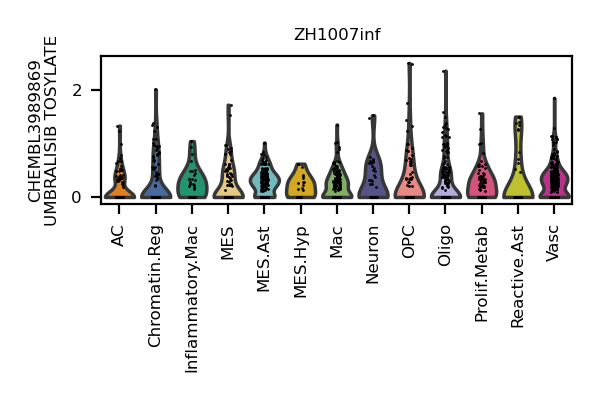 ZH1007inf
CHEMBL3989869
UMBRALISIB TOSYLATE
2
0
AC
Chromatin.Reg
Inflammatory.Mac
MES
MES.Ast
MES.Hyp
Mac
Neuron
OPC
Oligo
Prolif.Metab
Reactive.Ast
Vasc